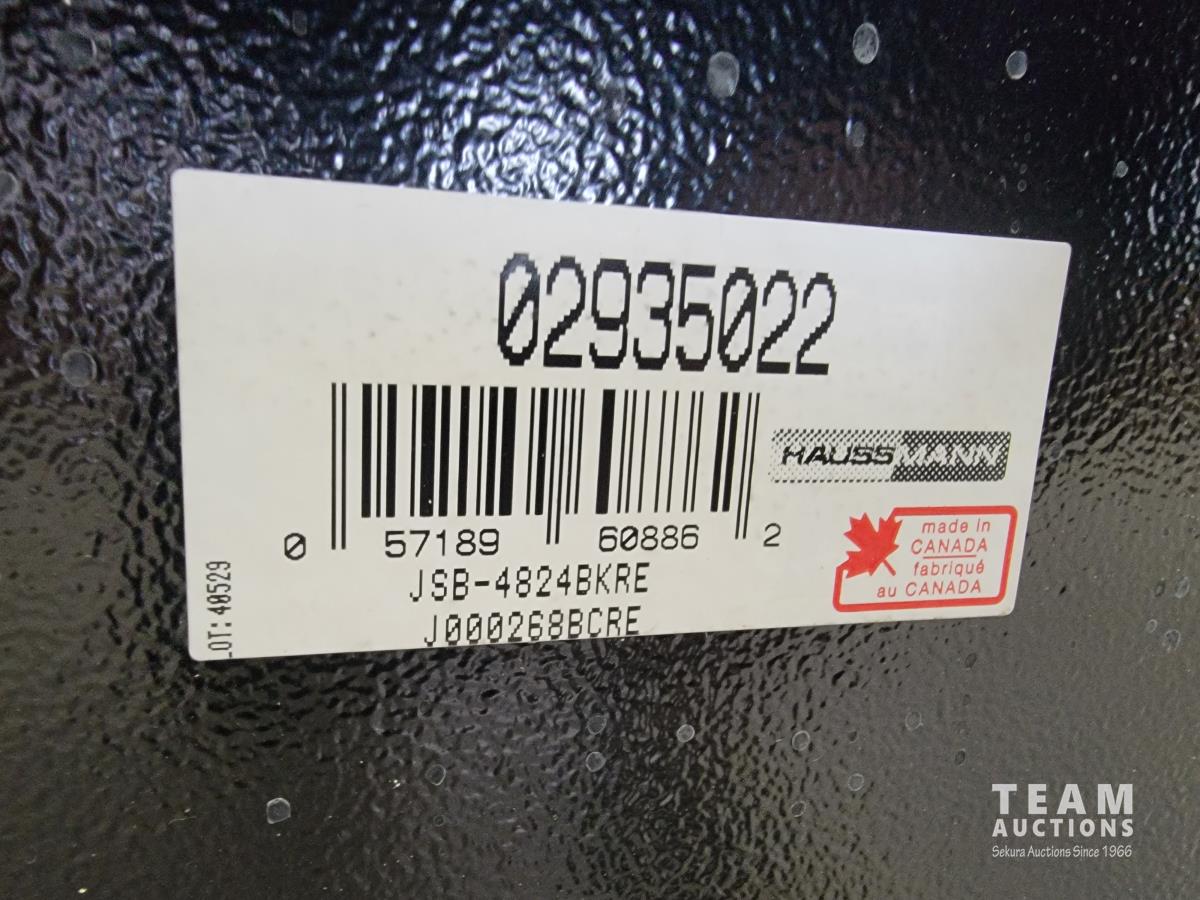 02935022
0 57189 60886 2
HAUSSMANN
made in
CANADA
fabriqué
au CANADA
JSB-4824BKRE
J000268BCRE
LOT: 40529
TEAM
AUCTIONS
Sekura Auctions Since 1966